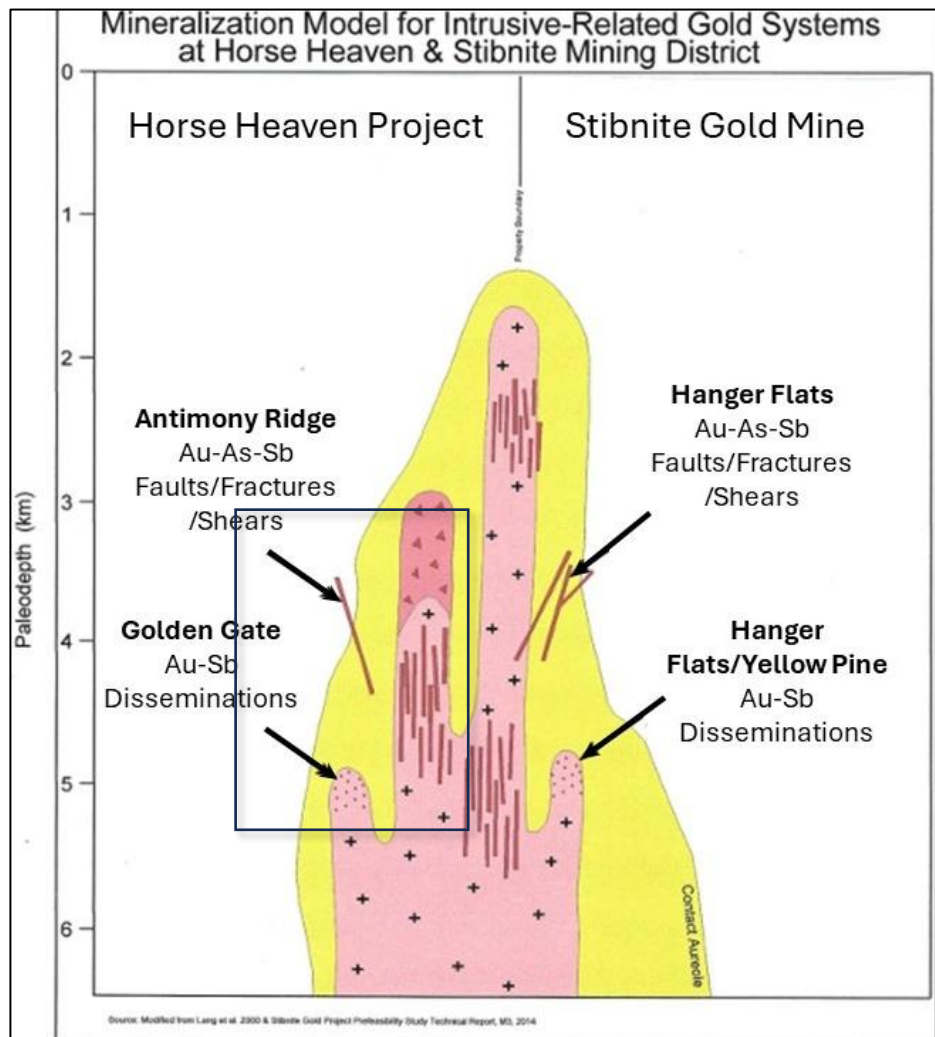 Mineralization Model for Intrusive-Related Gold Systems
at Horse Heaven & Stibnite Mining District
0
Horse Heaven Project
Stibnite Gold Mine
1
Property Boundary
2
Antimony Ridge
Au-As-Sb
Faults/Fractures
/Shears
Hanger Flats
Au-As-Sb
Faults/Fractures
/Shears
3
Paleodepth (km)
4
Golden Gate
Au-Sb
Disseminations
Hanger
Flats/Yellow Pine
Au-Sb
Disseminations
5
6
Contact Aureole
Source: Modified from Lang et al. 2000 & Stibnite Gold Project Prefeasibility Study Technical Report, M3, 2014